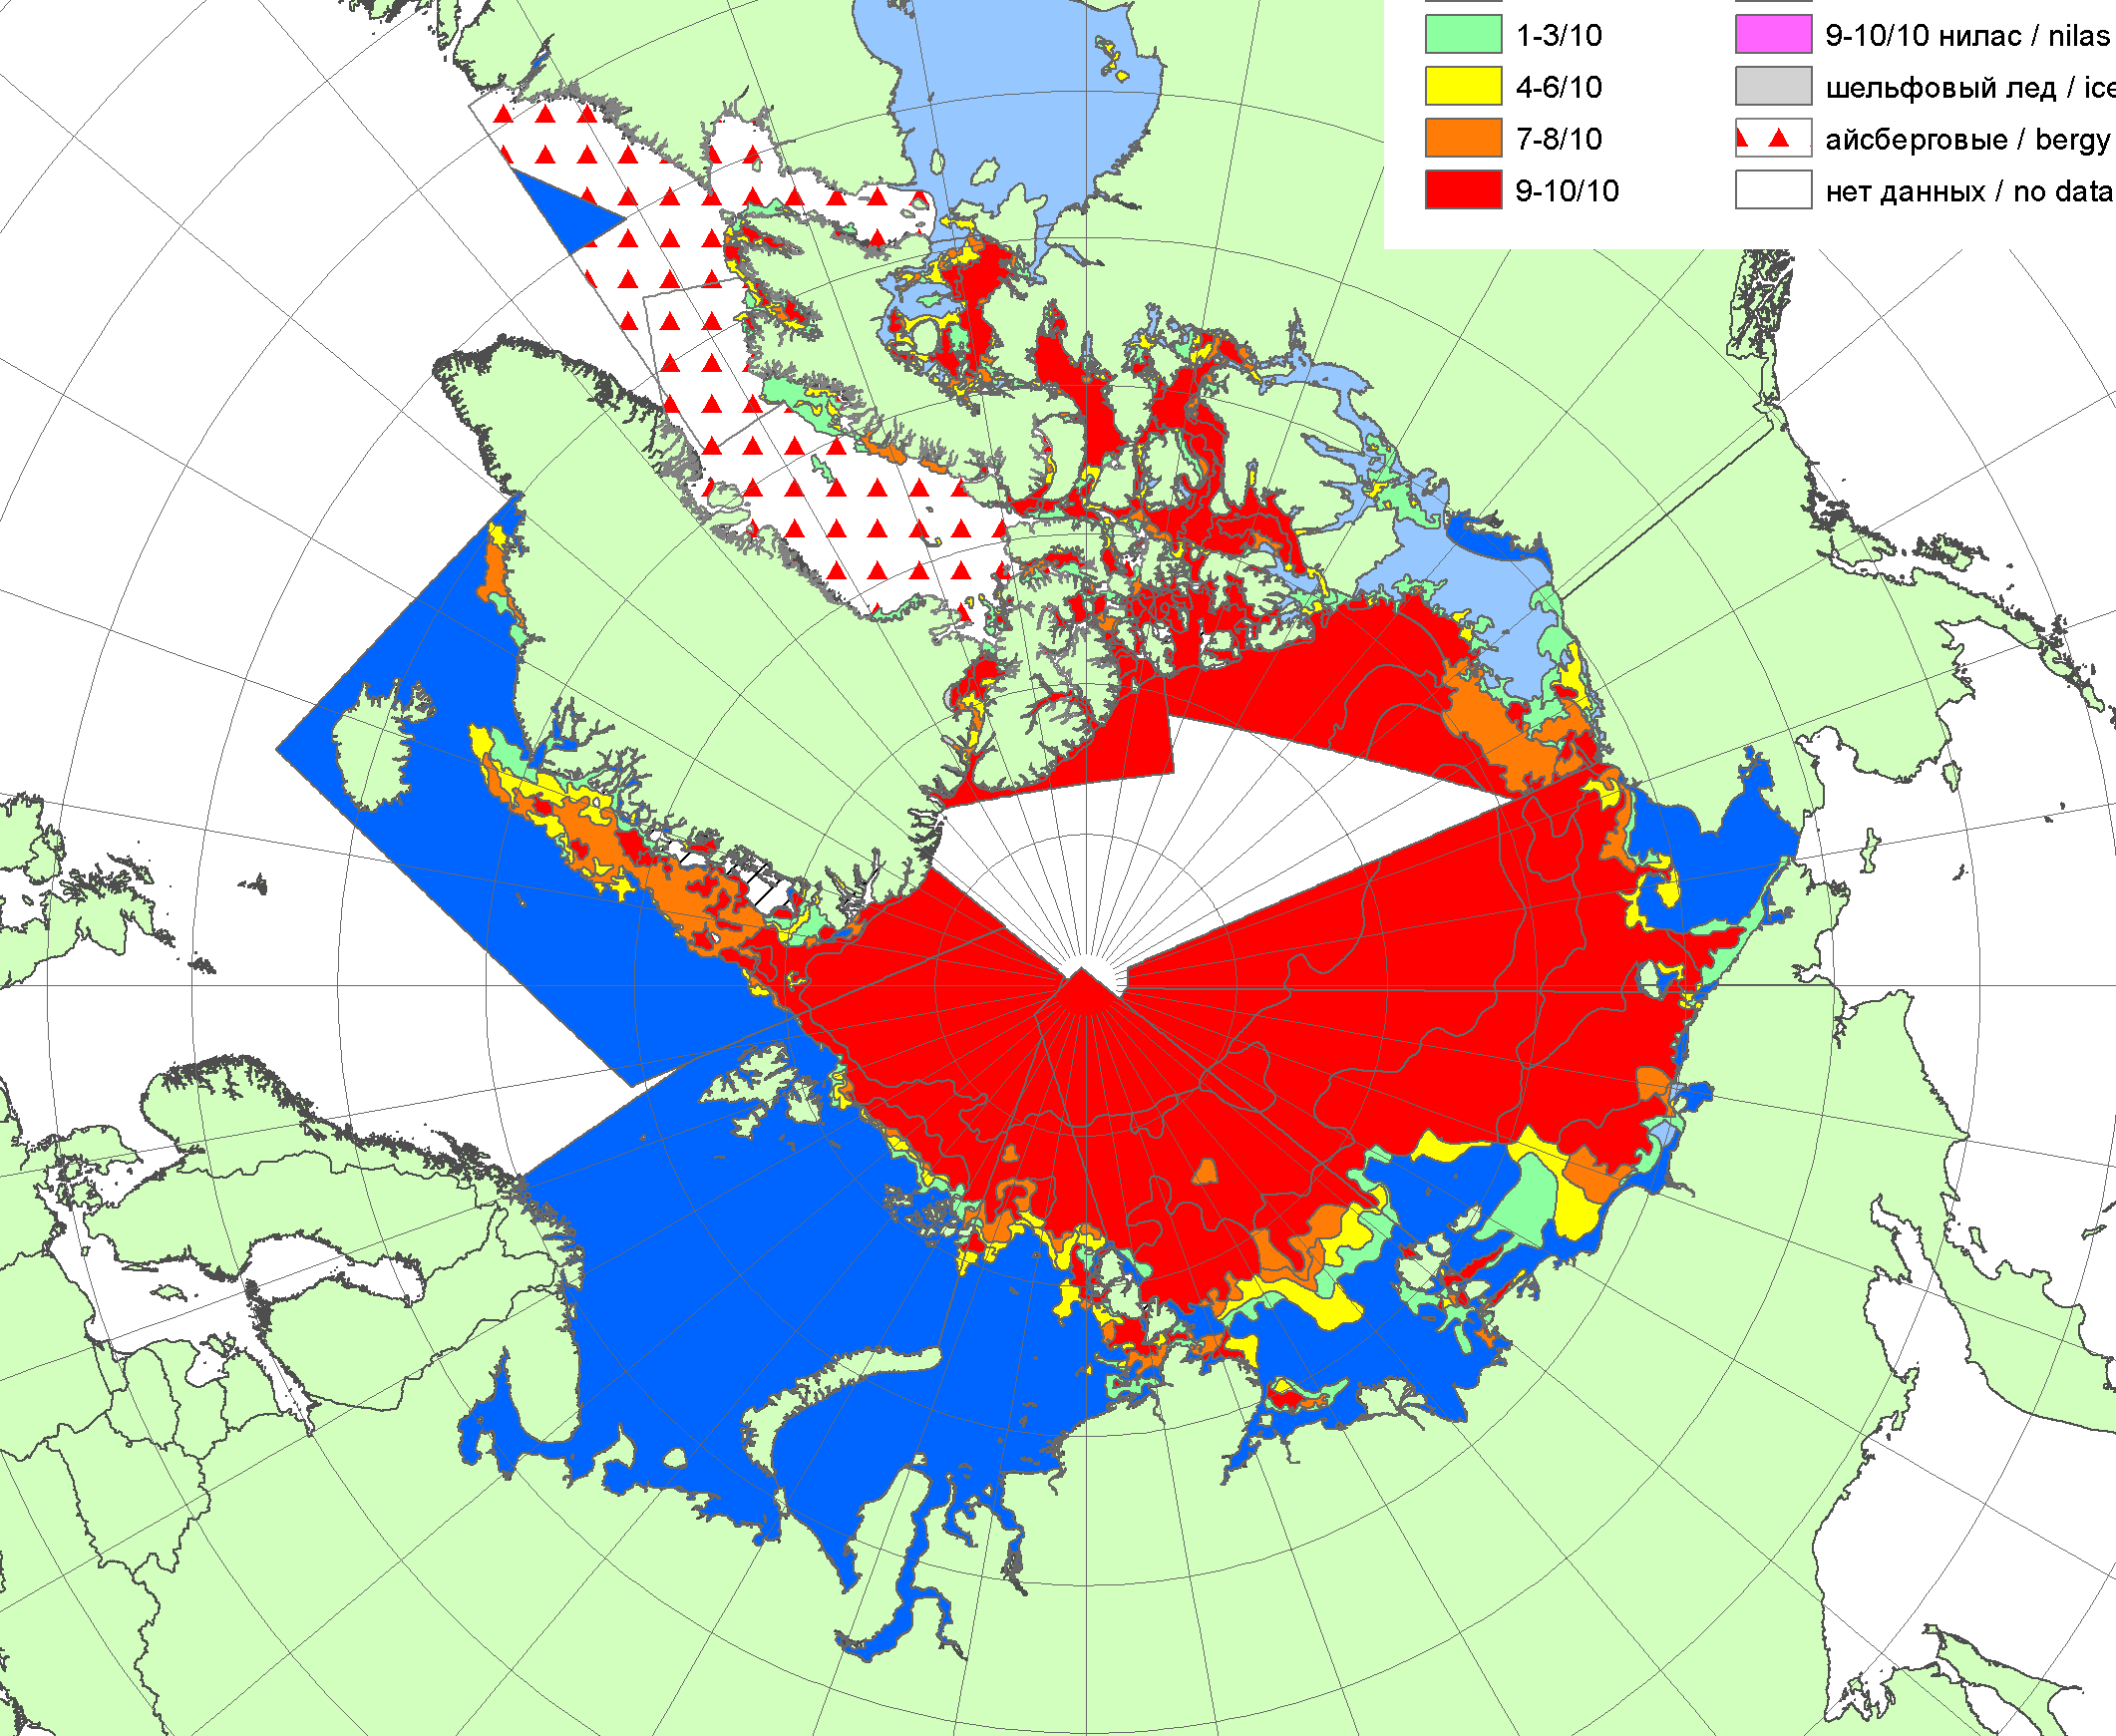 1-3/10
4-6/10
7-8/10
9-10/10
9-10/10 нилас / nilas
шельфовый лед / ice
айсберговые / bergy
нет данных / no data